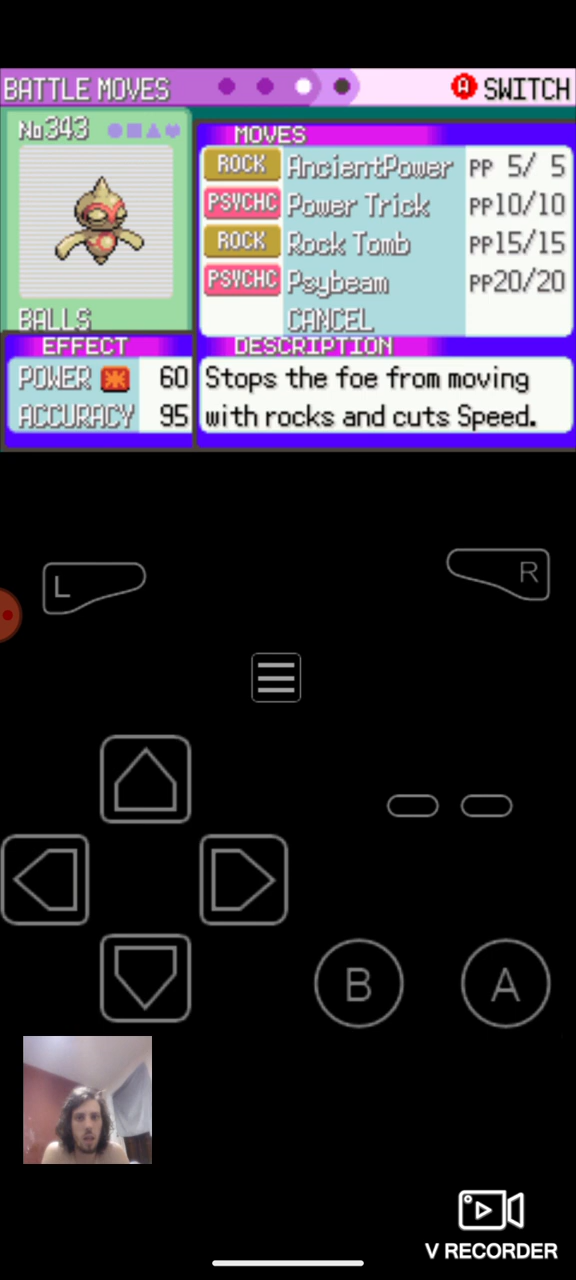 BATTLE MOVES
A SWITCH
No343
MOVES
ROCK AncientPower PP 5/ 5
PSYCHC Power Trick PP10/10
ROCK Rock Tomb PP15/15
PSYCHC Psybeam PP20/20
CANCEL
BALLS
EFFECT
POWER 60
ACCURACY 95
DESCRIPTION
Stops the foe from moving
with rocks and cuts Speed.
L
R
B
A
V RECORDER